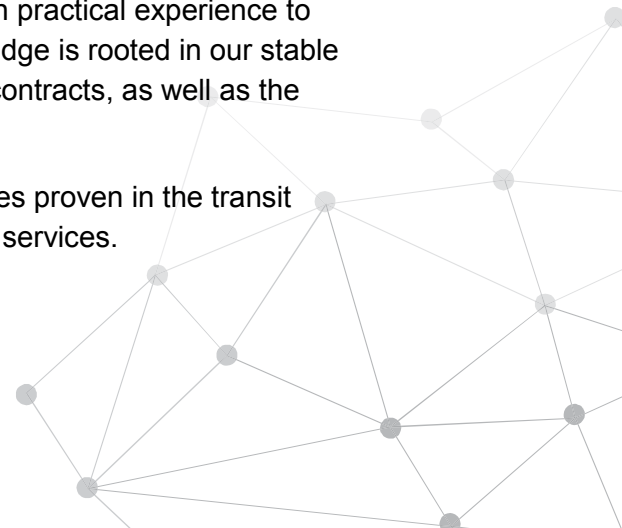 practical experience to
dge is rooted in our stable
contracts, as well as the
es proven in the transit
services.